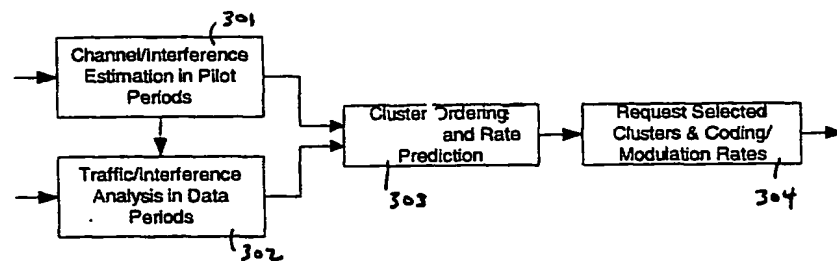 301
Channel/Interference
Estimation in Pilot
Periods
Traffic/Interference
Analysis in Data
Periods
302
Cluster Ordering
and Rate
Prediction
303
Request Selected
Clusters & Coding/
Modulation Rates
304